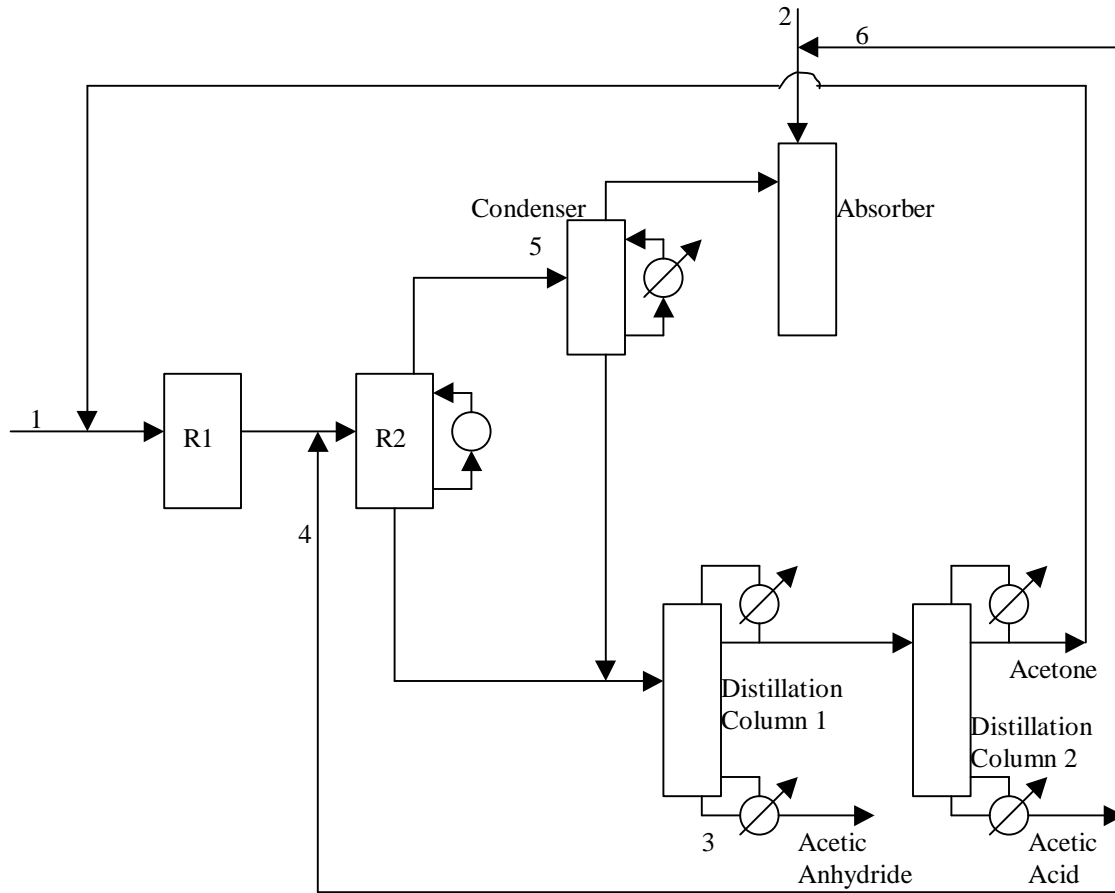 2
6
Condenser
Absorber
5
1
R1
R2
4
Acetone
Distillation
Column 1
Distillation
Column 2
3
Acetic
Anhydride
Acetic
Acid